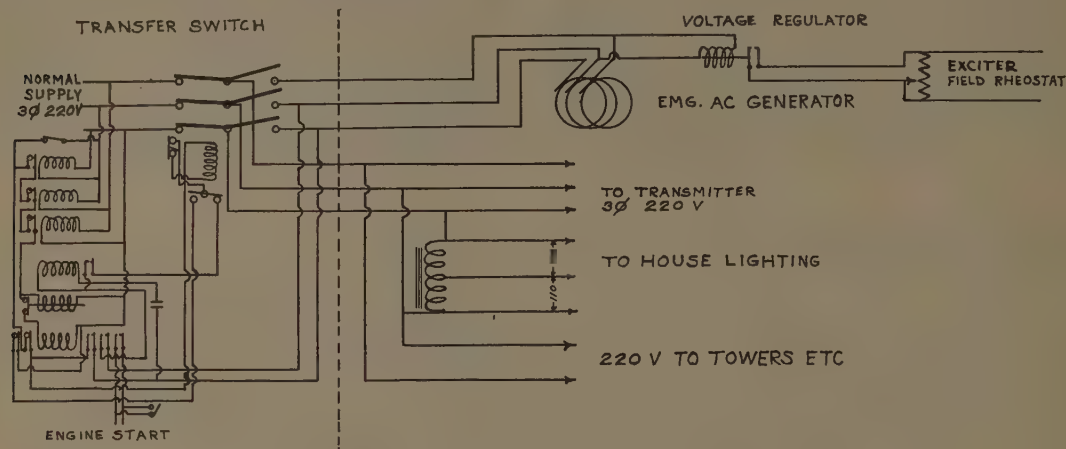 TRANSFER SWITCH
VOLTAGE REGULATOR
NORMAL
SUPPLY
3Ø 220V
EXCITER
FIELD RHEOSTAT
EMG. AC GENERATOR
TO TRANSMITTER
3Ø 220 V
TO HOUSE LIGHTING
110
220 V TO TOWERS ETC
ENGINE START